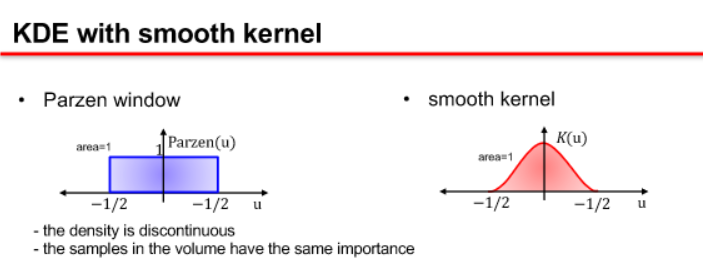 KDE with smooth kernel
• Parzen window
• smooth kernel
area=1
1
Parzen(u)
−1/2
−1/2
u
area=1
K(u)
−1/2
−1/2
u
- the density is discontinuous
- the samples in the volume have the same importance